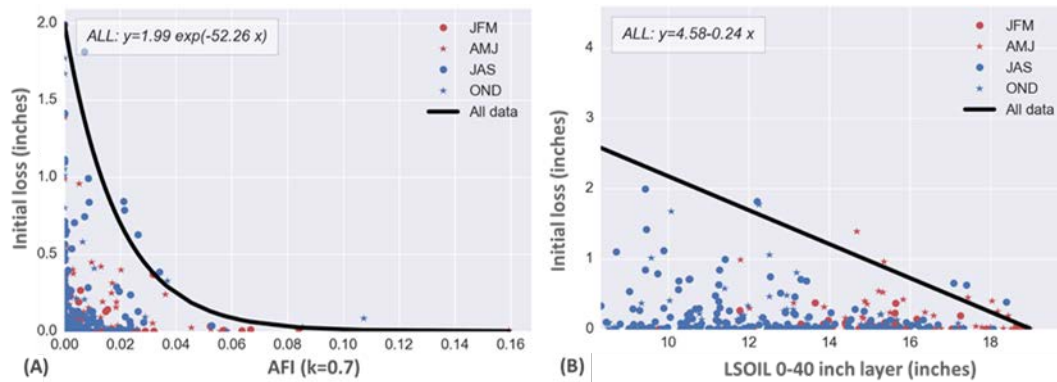 ALL: y=1.99 exp(-52.26 x)
JFM
AMJ
JAS
OND
All data
2.0
1.5
1.0
0.5
0.0
Initial loss (inches)
0.00 0.02 0.04 0.06 0.08 0.10 0.12 0.14 0.16
(A)
AFI (k=0.7)
ALL: y=4.58-0.24 x
JFM
AMJ
JAS
OND
All data
4
3
2
1
0
Initial loss (inches)
10 12 14 16 18
(B)
LSOIL 0-40 inch layer (inches)